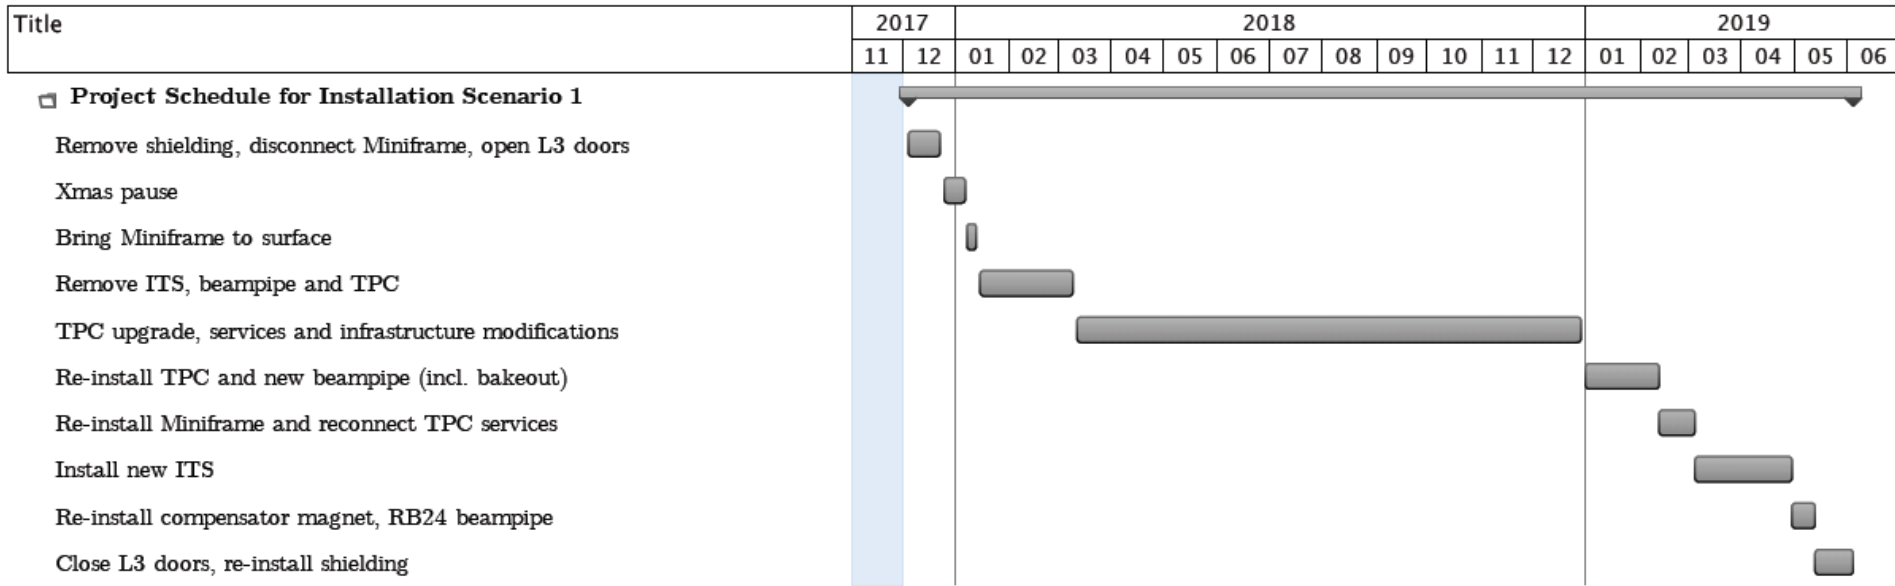 Title 2017 2018 2019
11 12 01 02 03 04 05 06 07 08 09 10 11 12 01 02 03 04 05 06
Project Schedule for Installation Scenario 1
Remove shielding, disconnect Miniframe, open L3 doors
Xmas pause
Bring Miniframe to surface
Remove ITS, beampipe and TPC
TPC upgrade, services and infrastructure modifications
Re-install TPC and new beampipe (incl. bakeout)
Re-install Miniframe and reconnect TPC services
Install new ITS
Re-install compensator magnet, RB24 beampipe
Close L3 doors, re-install shielding